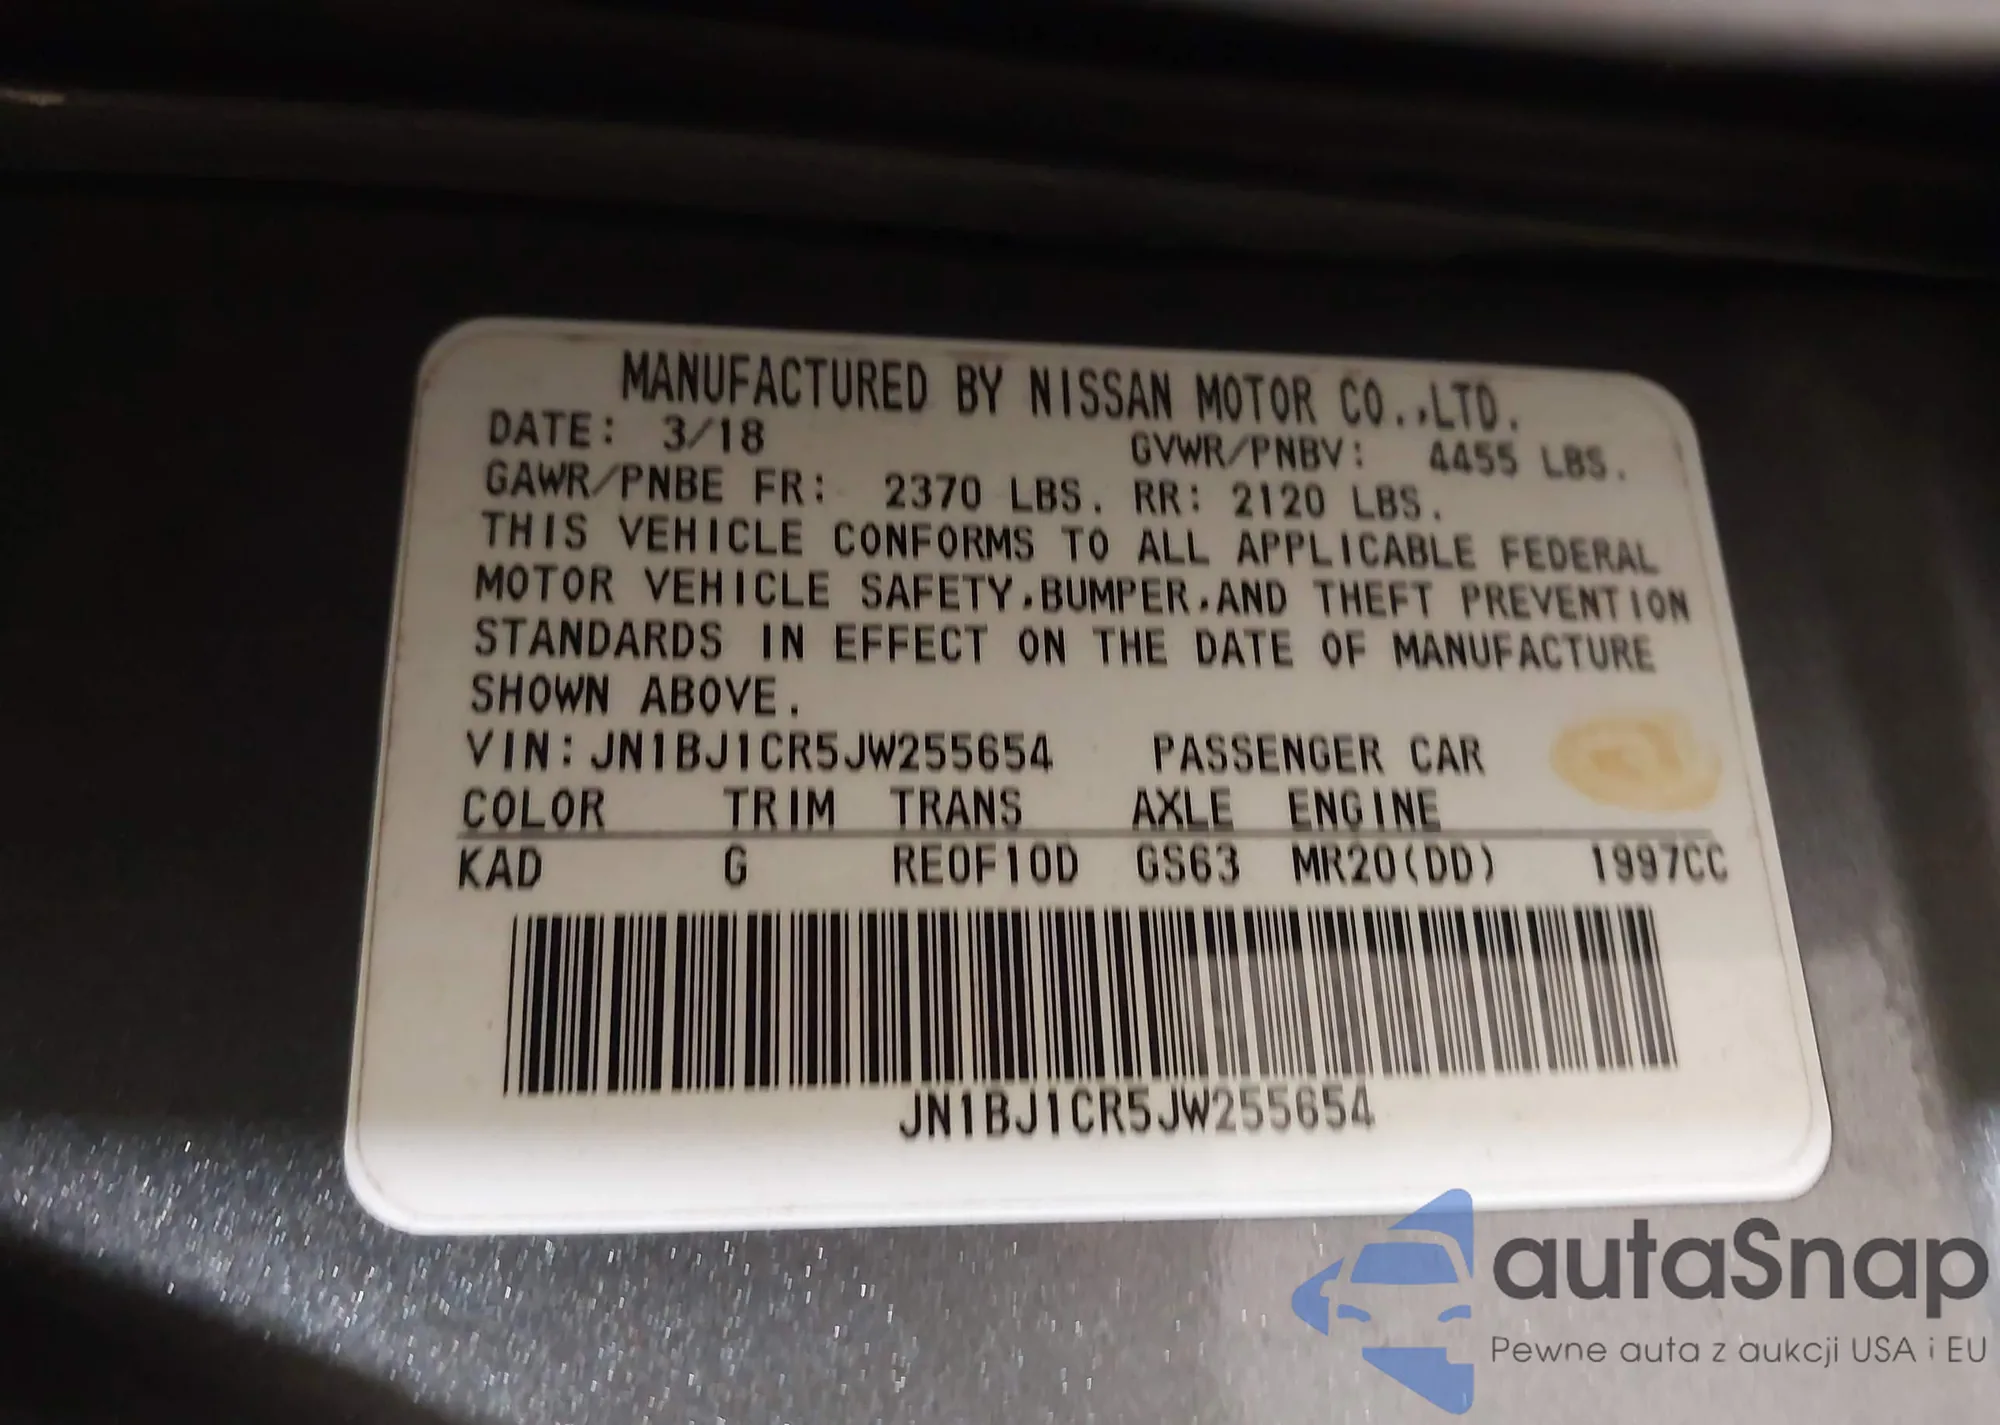 MANUFACTURED BY NISSAN MOTOR CO.,LTD.
DATE: 3/18 GVWR/PNBV: 4455 LBS.
GAWR/PNBE FR: 2370 LBS. RR: 2120 LBS.
THIS VEHICLE CONFORMS TO ALL APPLICABLE FEDERAL
MOTOR VEHICLE SAFETY,BUMPER,AND THEFT PREVENTION
STANDARDS IN EFFECT ON THE DATE OF MANUFACTURE
SHOWN ABOVE.
VIN:JN1BJ1CR5JW255654 PASSENGER CAR
COLOR TRIM TRANS AXLE ENGINE
KAD G RE0F10D GS63 MR20(DD) 1997CC
JN1BJ1CR5JW255654
autaSnap
Pewne auta z aukcji USA i EU